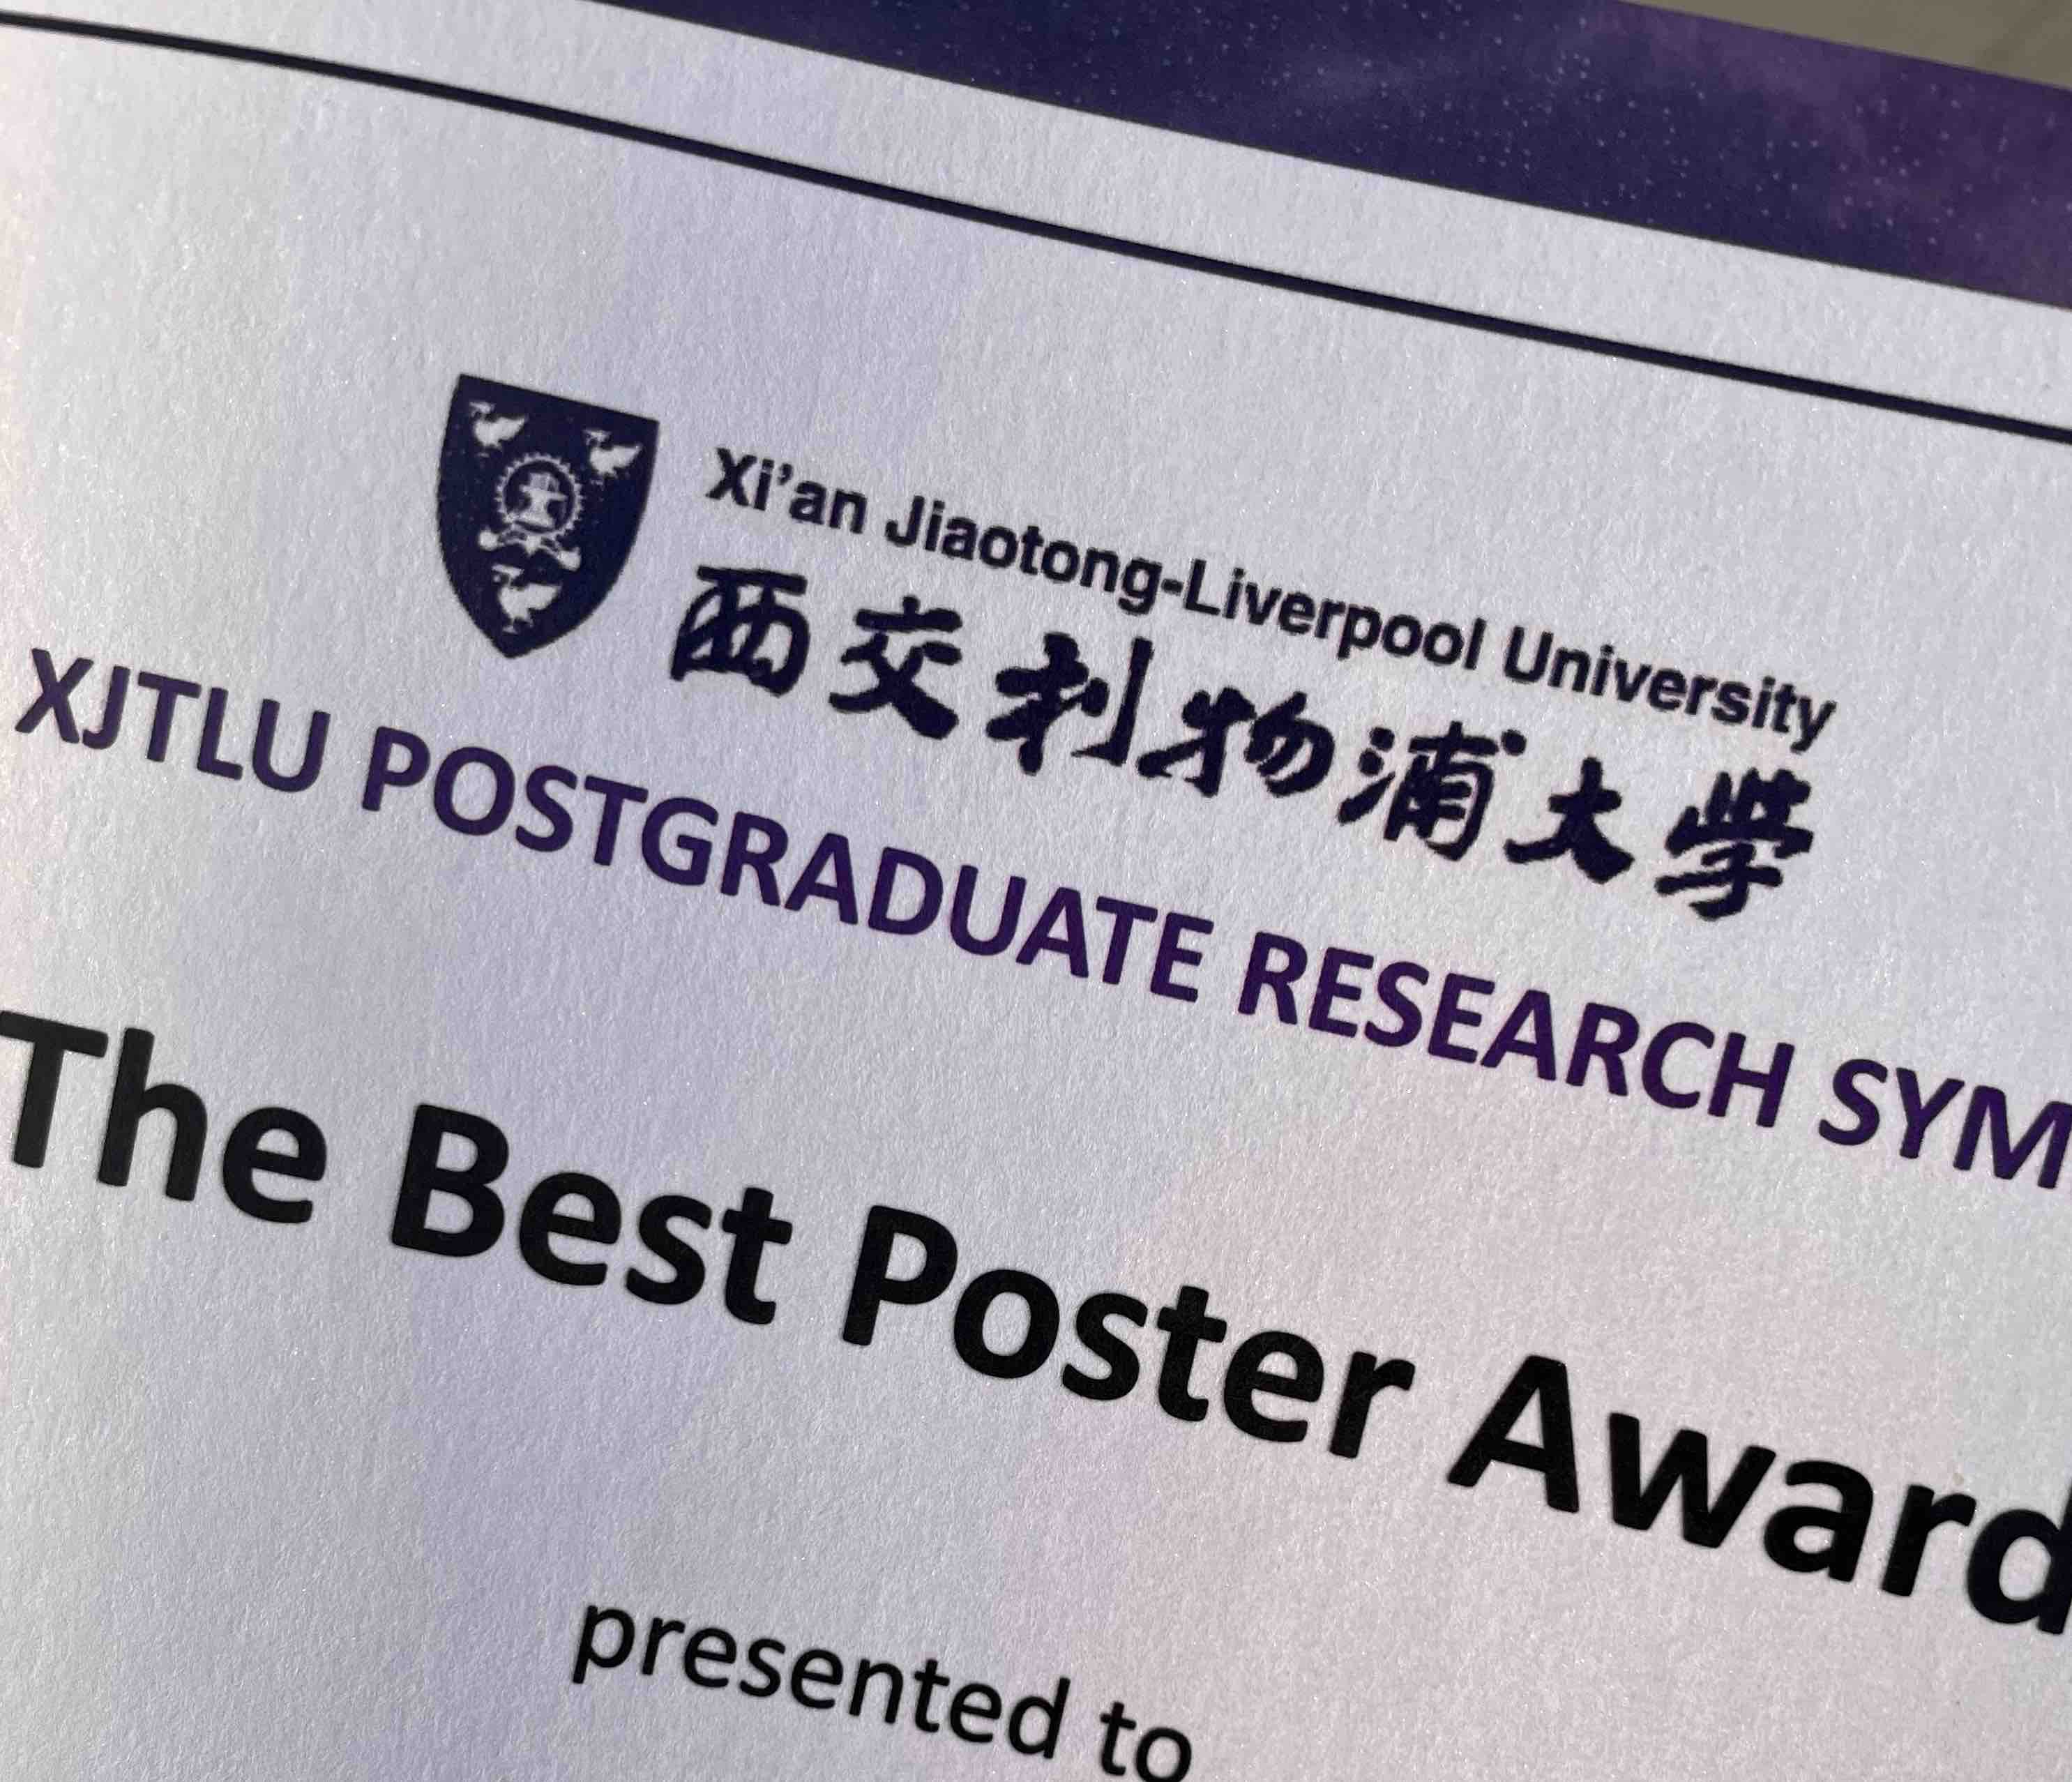 Xi’an Jiaotong-Liverpool University
西交利物浦大學
XJTLU POSTGRADUATE RESEARCH SYM
The Best Poster Award
presented to